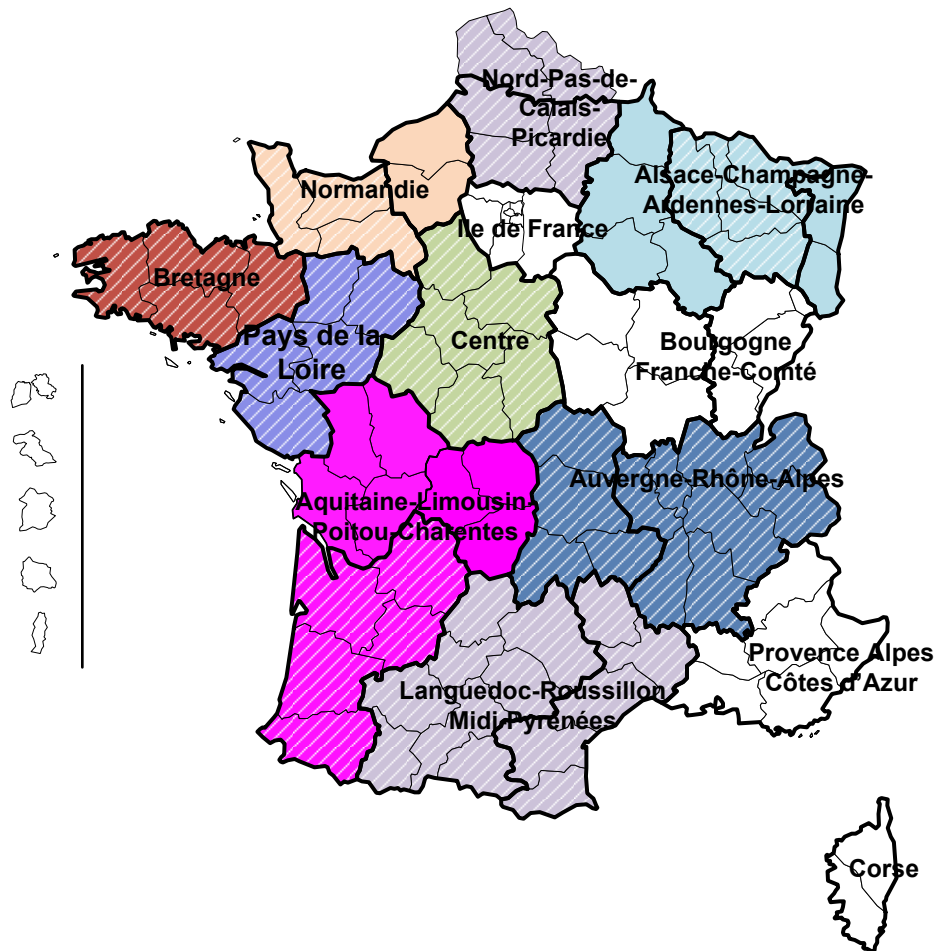 Nord-Pas-de-
Calais-
Picardie
Normandie
Alsace-Champagne-
Ardennes-Lorraine
Ile de France
Bretagne
Pays de la
Loire
Centre
Bourgogne
Franche-Comté
Aquitaine-Limousin-
Poitou-Charentes
Auvergne-Rhône-Alpes
Provence Alpes
Côtes d'Azur
Languedoc-Roussillon
Midi-Pyrénées
Corse